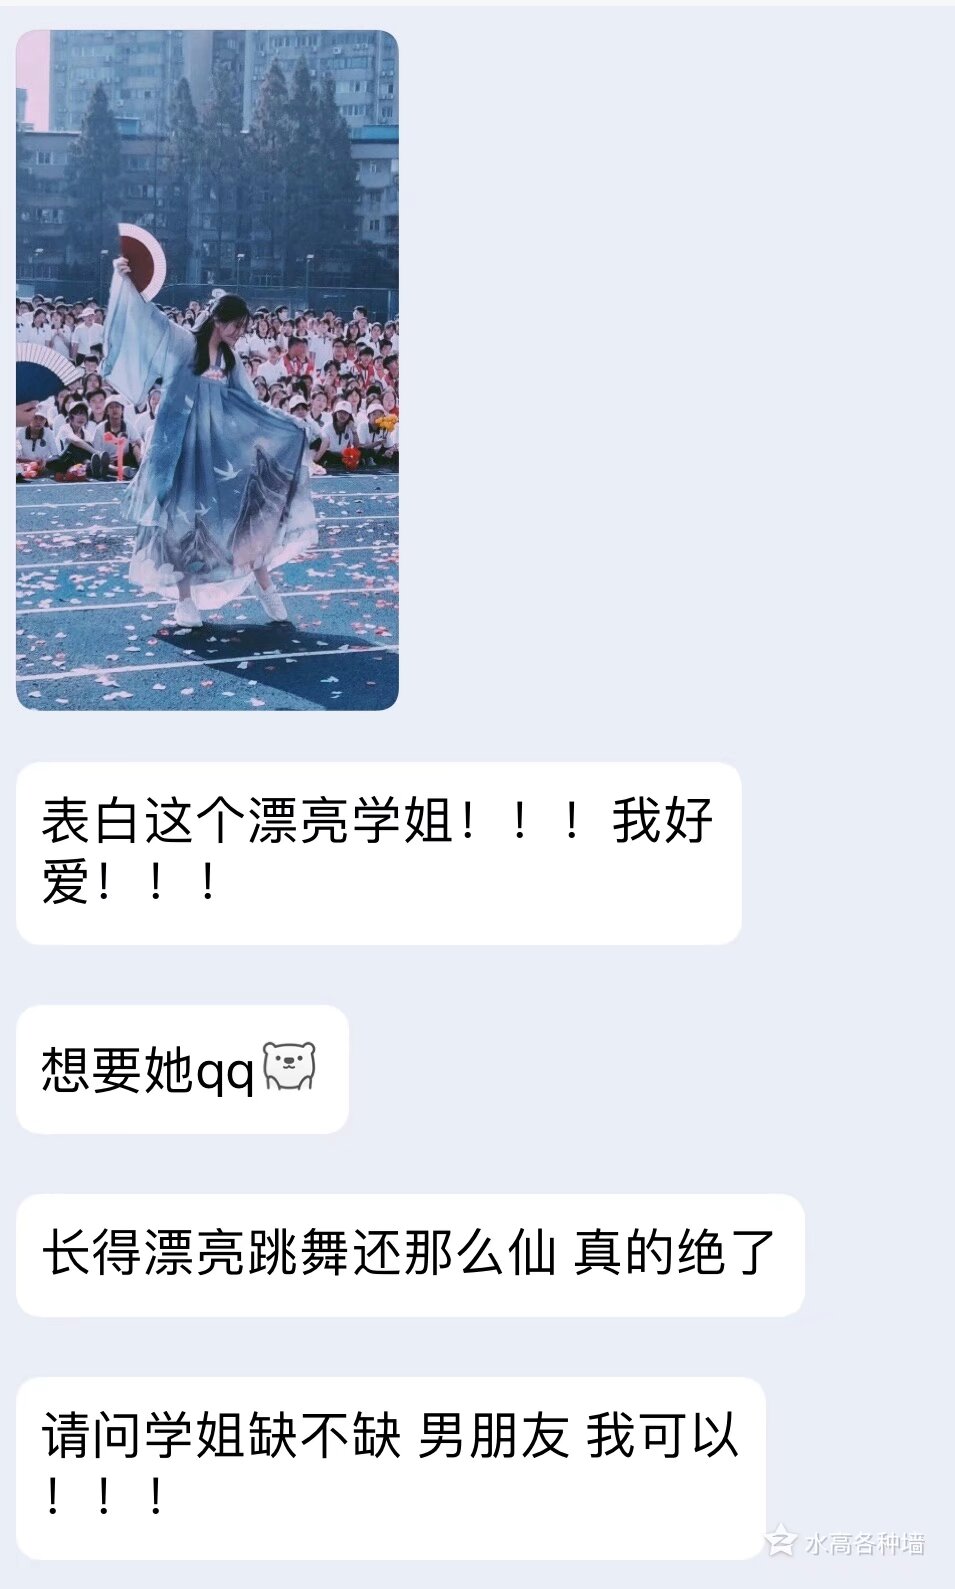 表白这个漂亮学姐！！！我好
爱！！！
想要她qq
长得漂亮跳舞还那么仙 真的绝了
请问学姐缺不缺 男朋友 我可以
！！！
水高各种墙